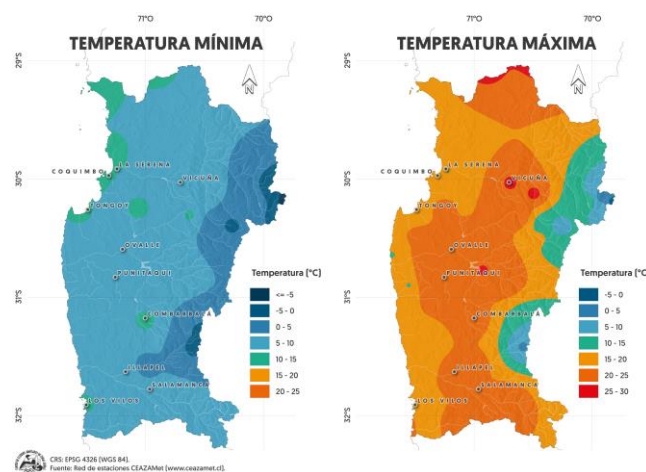 TEMPERATURA MÍNIMA
71°O
70°O
29°S
30°S
31°S
32°S
N
LA SERENA
COQUIMBO
VICUÑA
TONGOY
OVALLE
PUNITAQUI
COMBARBALÁ
ILLAPEL
SALAMANCA
LOS VILOS
Temperatura [°C]
<= -5
-5 - 0
0 - 5
5 - 10
10 - 15
15 - 20
20 - 25
TEMPERATURA MÁXIMA
71°O
70°O
29°S
30°S
31°S
32°S
N
LA SERENA
COQUIMBO
VICUÑA
TONGOY
OVALLE
PUNITAQUI
COMBARBALÁ
ILLAPEL
SALAMANCA
LOS VILOS
Temperatura [°C]
-5 - 0
0 - 5
5 - 10
10 - 15
15 - 20
20 - 25
25 - 30
CRS: EPSG 4326 [WGS 84].
Fuente: Red de estaciones CEAZAMet [www.ceazamet.cl].